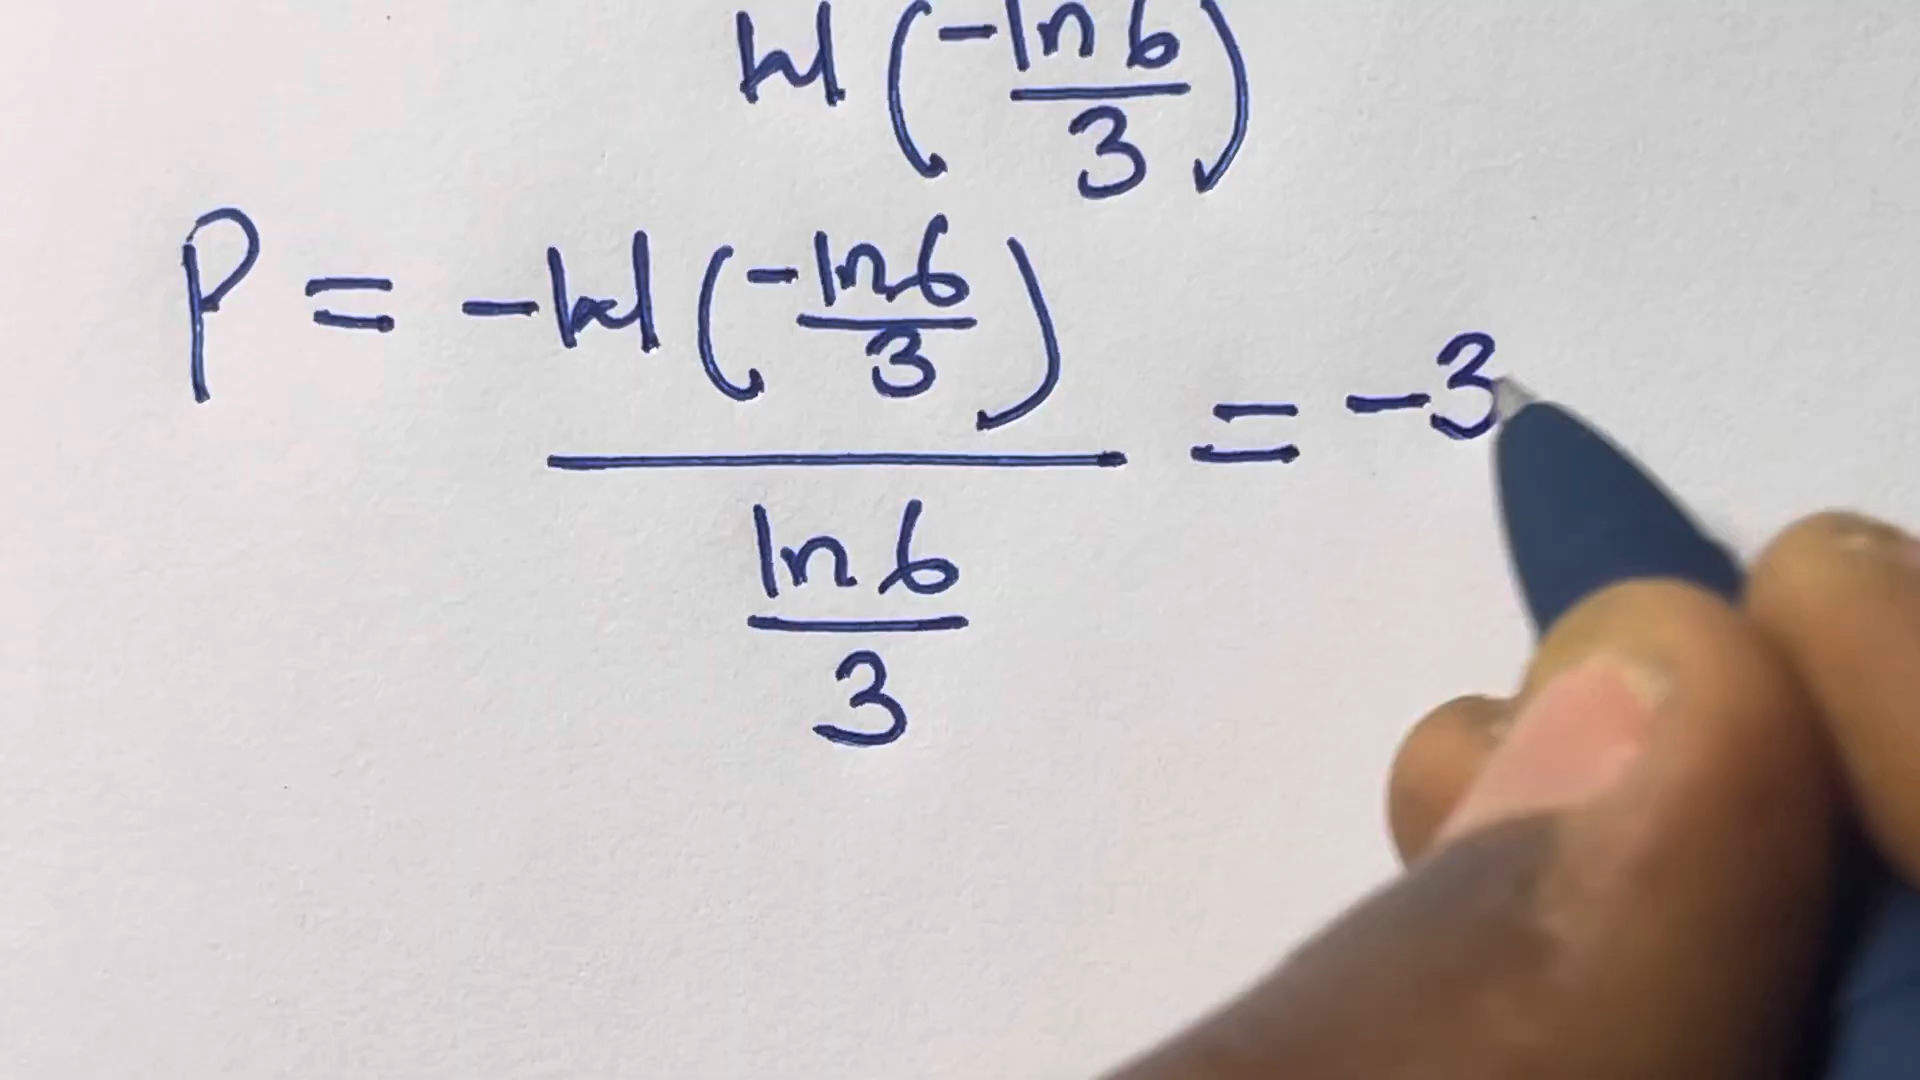 W(-ln6/3)
P = -W(-ln6/3) / (ln6/3) = -3